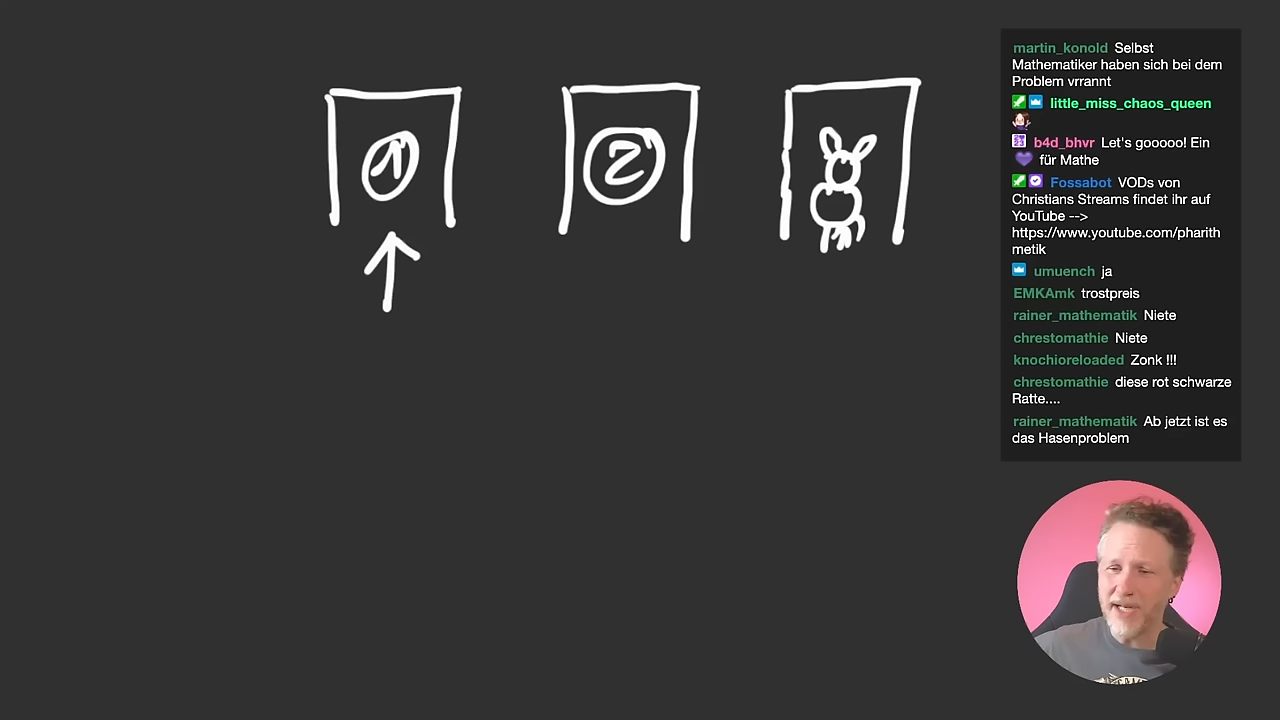 1
2
martin_konold Selbst
Mathematiker haben sich bei dem
Problem vrrannt
little_miss_chaos_queen
b4d_bhvr Let's gooooo! Ein
für Mathe
Fossabot VODs von
Christians Streams findet ihr auf
YouTube -->
https://www.youtube.com/pharith
metik
umuench ja
EMKAmk trostpreis
rainer_mathematik Niete
chrestomathie Niete
knochioreloaded Zonk !!!
chrestomathie diese rot schwarze
Ratte....
rainer_mathematik Ab jetzt ist es
das Hasenproblem